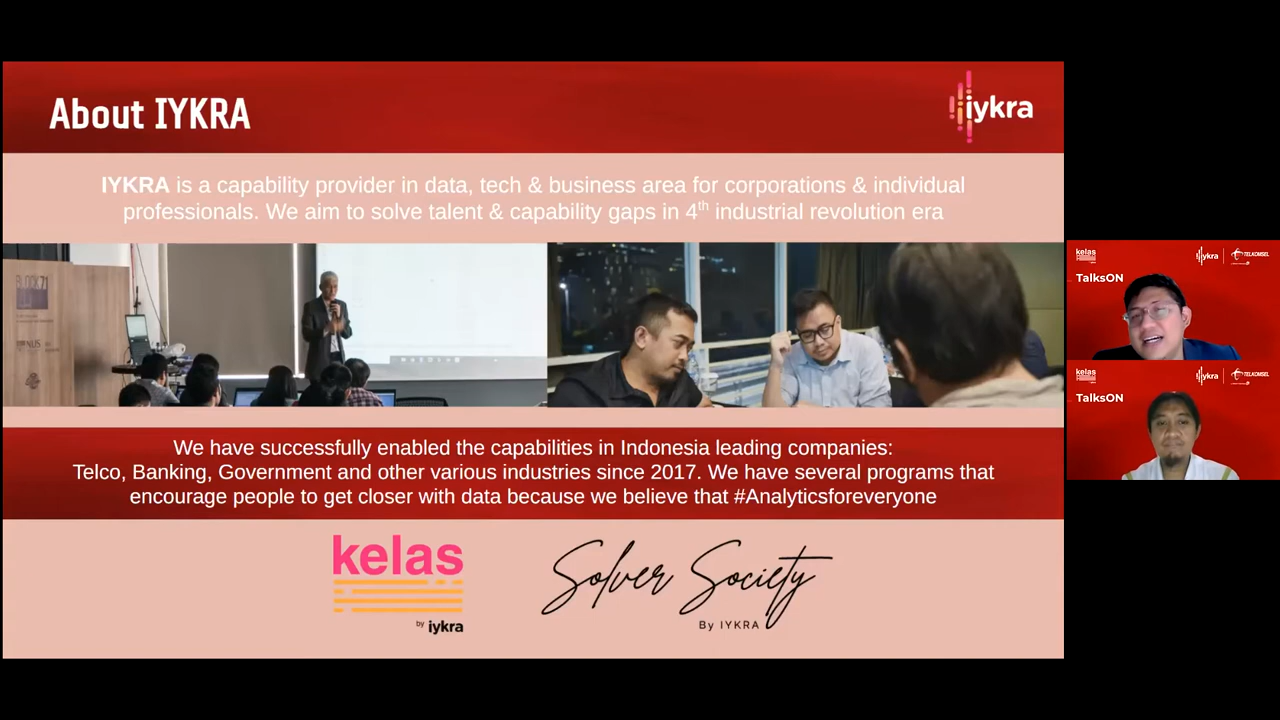 About IYKRA
iykra
IYKRA is a capability provider in data, tech & business area for corporations & individual
professionals. We aim to solve talent & capability gaps in 4th industrial revolution era
BLOCK71
NUS
We have successfully enabled the capabilities in Indonesia leading companies:
Telco, Banking, Government and other various industries since 2017. We have several programs that
encourage people to get closer with data because we believe that #Analyticsforeveryone
kelas
by iykra
Solver Society
By IYKRA
kelas
iykra
TELKOMSEL
TalksON
kelas
iykra
TELKOMSEL
TalksON